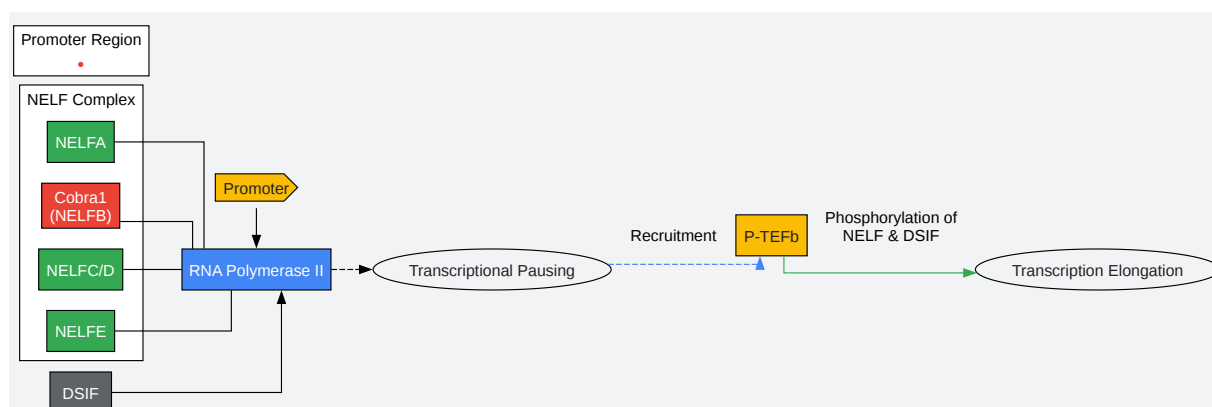 Promoter Region
NELF Complex
NELFA
Cobra1
(NELFB)
NELFC/D
NELFE
DSIF
Promoter
RNA Polymerase II
Transcriptional Pausing
Recruitment
P-TEFb
Phosphorylation of
NELF & DSIF
Transcription Elongation